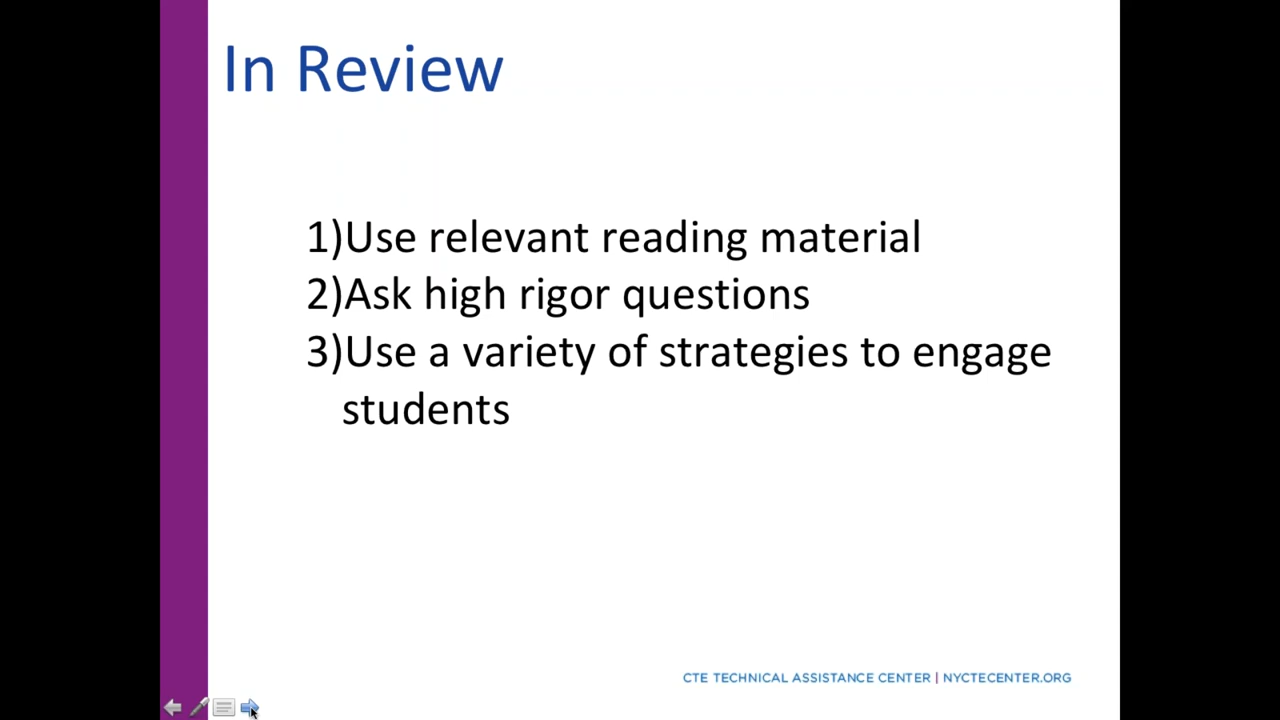 In Review
1)Use relevant reading material
2)Ask high rigor questions
3)Use a variety of strategies to engage
students
CTE TECHNICAL ASSISTANCE CENTER | NYCTECENTER.ORG